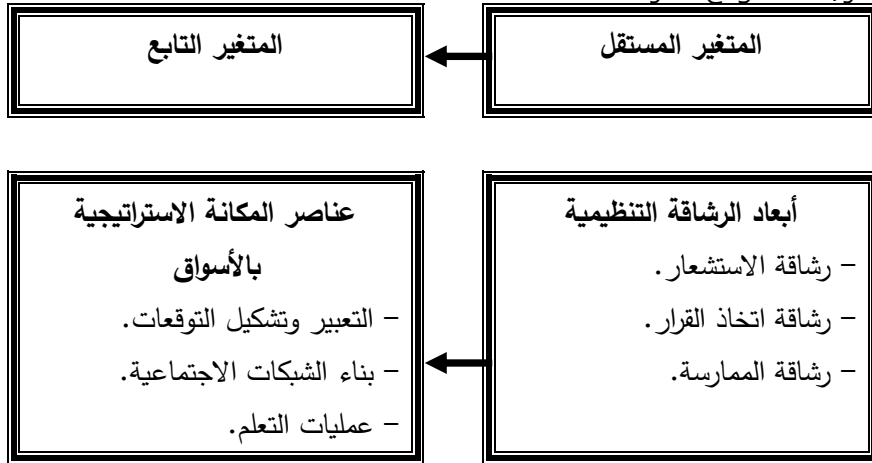 المتغير المستقل
المتغير التابع
أبعاد الرشاقة التنظيمية
– رشاقة الاستشعار.
– رشاقة اتخاذ القرار.
– رشاقة الممارسة.
عناصر المكانة الاستراتيجية
بالأسواق
– التعبير وتشكيل التوقعات.
– بناء الشبكات الاجتماعية.
– عمليات التعلم.